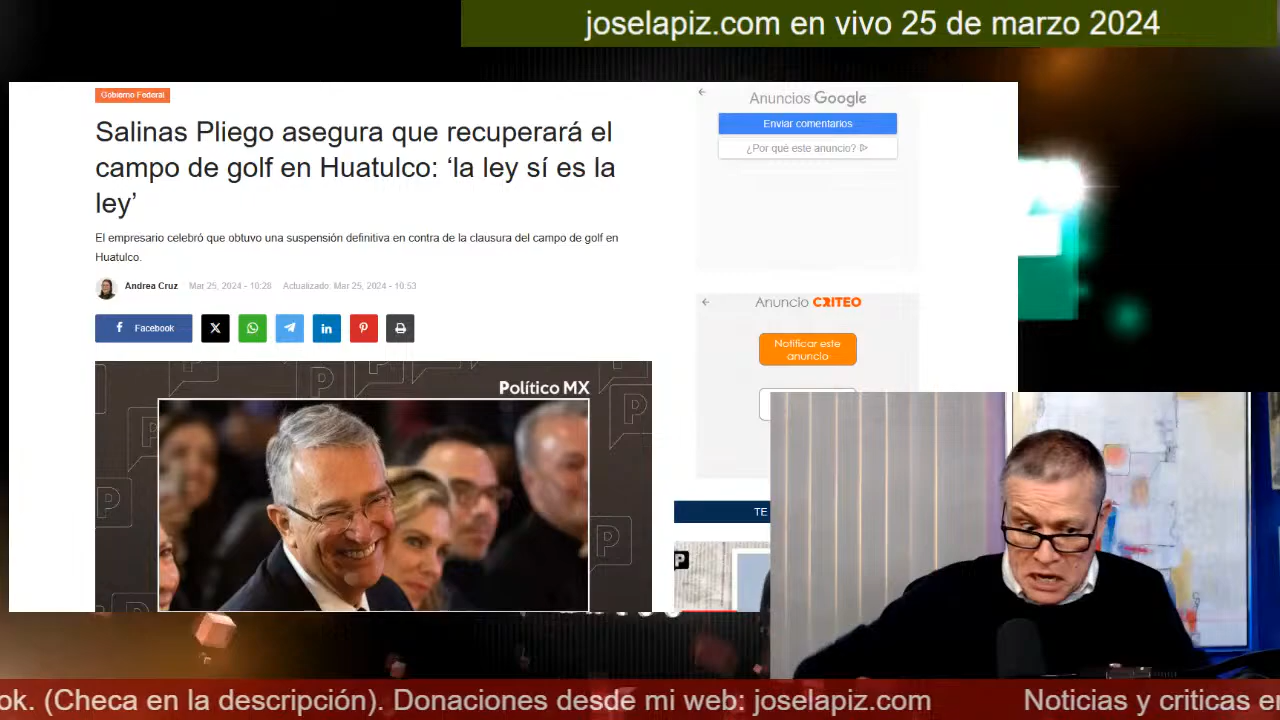 joselapiz.com en vivo 25 de marzo 2024
Gobierno Federal
Salinas Pliego asegura que recuperará el
campo de golf en Huatulco: ‘la ley sí es la
ley’
El empresario celebró que obtuvo una suspensión definitiva en contra de la clausura del campo de golf en
Huatulco.
Andrea Cruz Mar 25, 2024 - 10:28 Actualizado: Mar 25, 2024 - 10:53
Facebook
Político MX
Anuncios Google
Enviar comentarios
¿Por qué este anuncio?
Anuncio CRITEO
Notificar este
anuncio
TE
ok. (Checa en la descripción). Donaciones desde mi web: joselapiz.com Noticias y criticas en